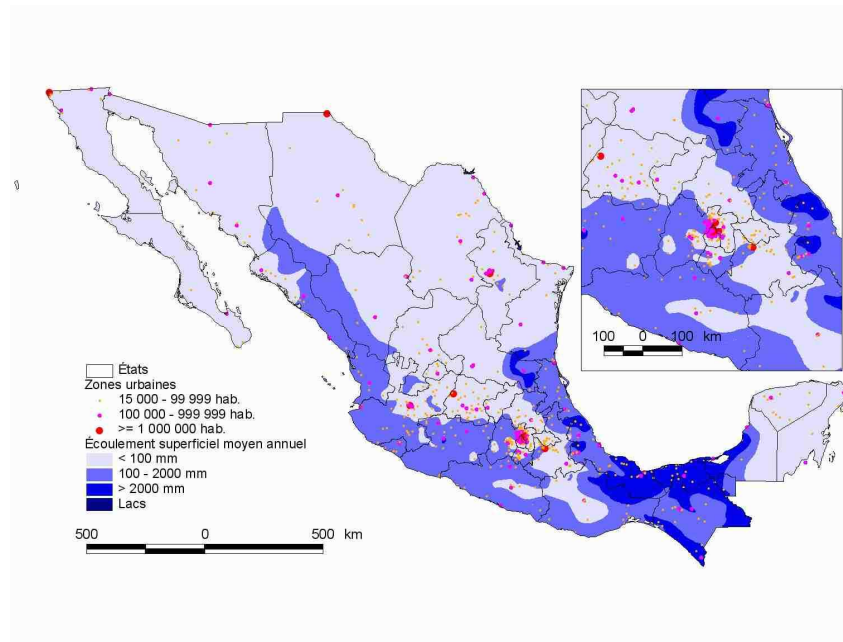 100 0 100 km
États
Zones urbaines
15 000 - 99 999 hab.
100 000 - 999 999 hab.
>= 1 000 000 hab.
Écoulement superficiel moyen annuel
< 100 mm
100 - 2000 mm
> 2000 mm
Lacs
500 0 500 km